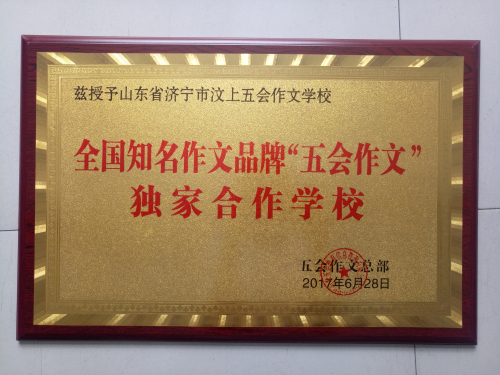 兹授予山东省济宁市汶上五会作文学校
全国知名作文品牌“五会作文”
独家合作学校
五会作文总部
2017年6月28日